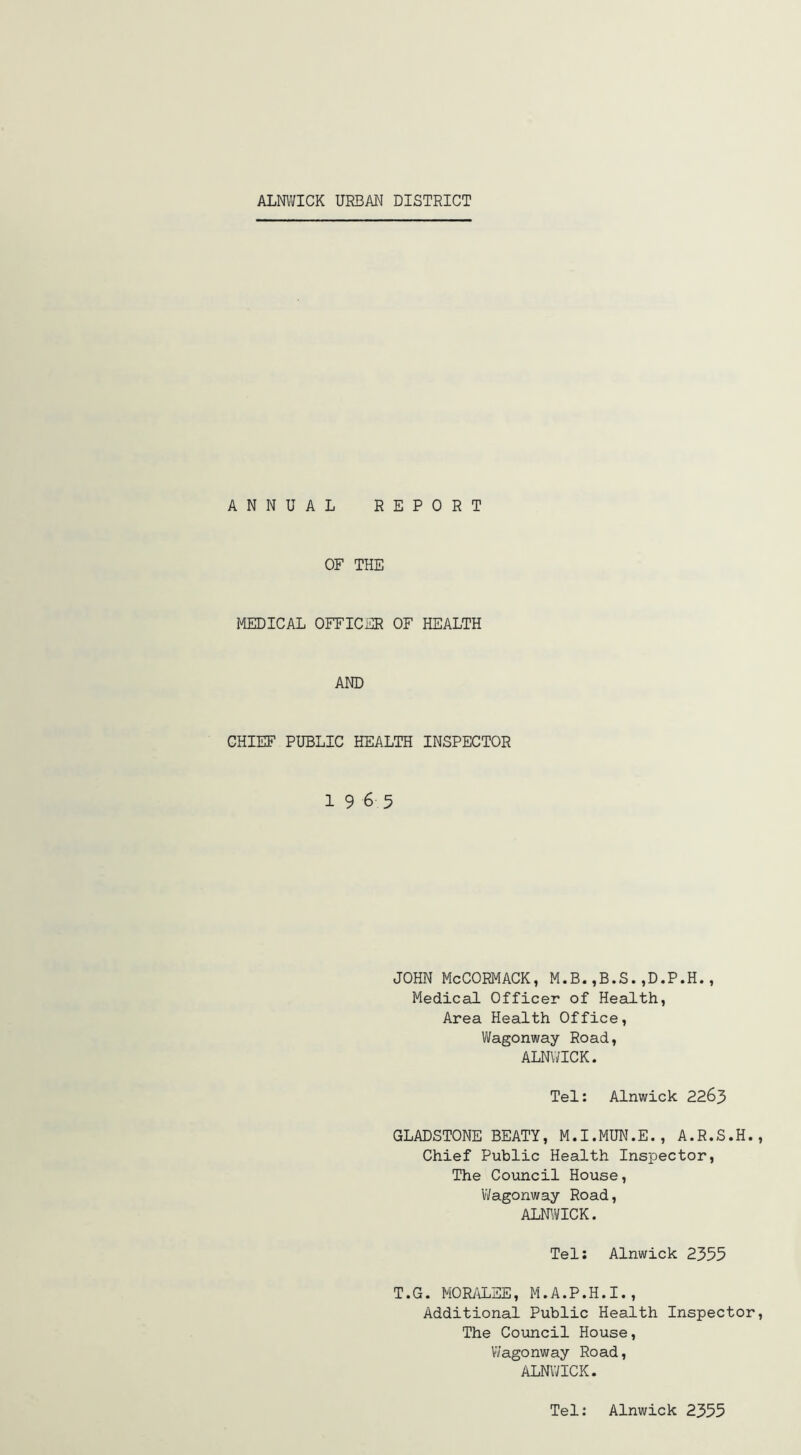 ALNWICK URBAN DISTRICT
ANNUAL REPORT
OF THE
MEDICAL OFFICER OF HEALTH
AND
CHIEF PUBLIC HEALTH INSPECTOR
1965
JOHN McCORMACK, M.B.,B.S.,D.P.H.,
Medical Officer of Health,
Area Health Office,
Wagonway Road,
ALNWICK.
Tel: Alnwick 2263
GLADSTONE BEATY, M.I.MUN.E., A.R.S.H.,
Chief Public Health Inspector,
The Council House,
Wagonway Road,
ALNWICK.
Tel: Alnwick 2355
T.G. MORALEE, M.A.P.H.I.,
Additional Public Health Inspector,
The Council House,
Wagonway Road,
ALNWICK.
Tel: Alnwick 2355